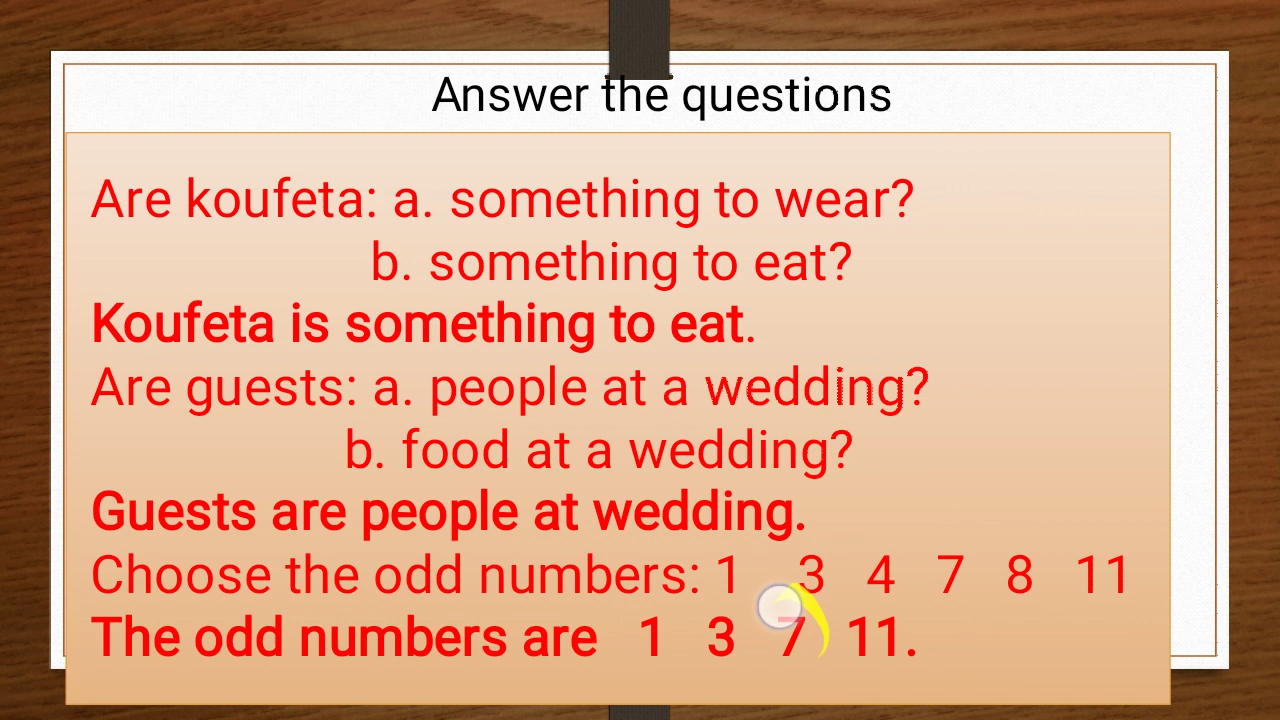 Answer the questions
Are koufeta: a. something to wear?
b. something to eat?
Koufeta is something to eat.
Are guests: a. people at a wedding?
b. food at a wedding?
Guests are people at wedding.
Choose the odd numbers: 1 3 4 7 8 11
The odd numbers are 1 3 7 11.